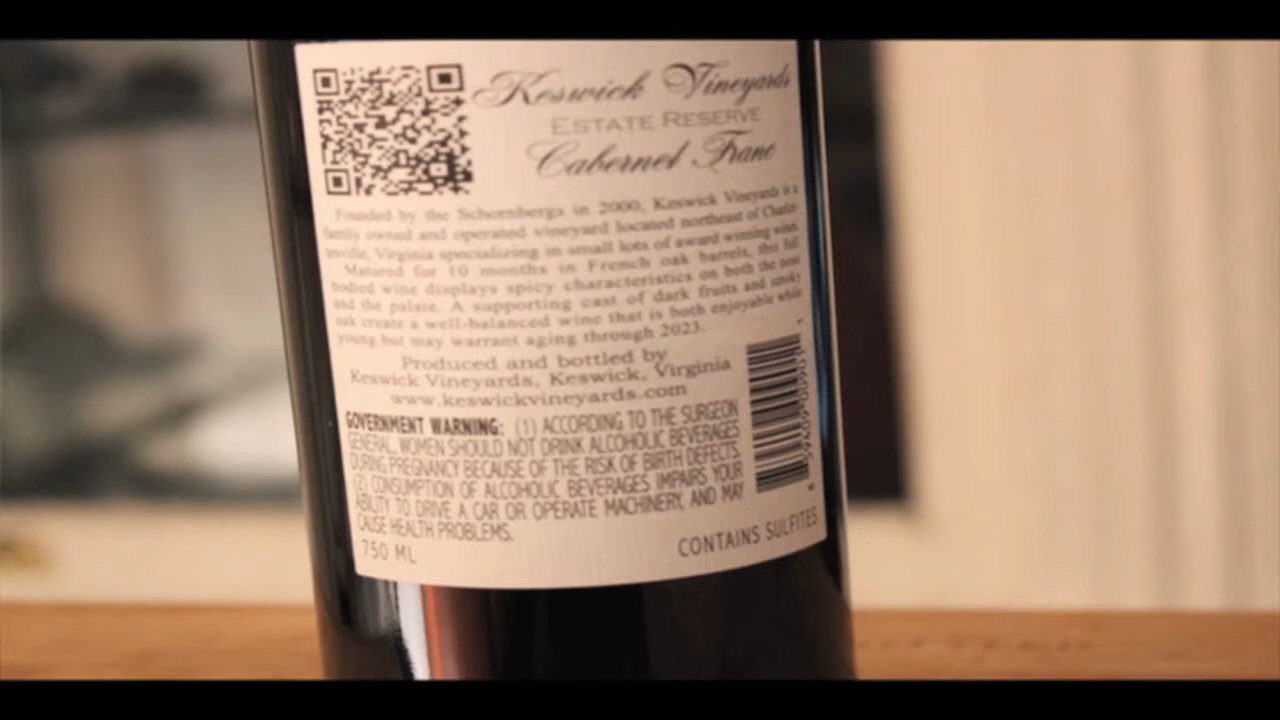 Keswick Vineyards
ESTATE RESERVE
Cabernet Franc
Founded by the Schornbergs in 2000, Keswick Vineyards is a
family owned and operated vineyard located northeast of Charlot-
tesville, Virginia specializing in small lots of award winning wines.
Matured for 10 months in French oak barrels, this full
bodied wine displays spicy characteristics on both the nose
and the palate. A supporting cast of dark fruits and smoky
oak create a well-balanced wine that is both enjoyable while
young but may warrant aging through 2023.
Produced and bottled by
Keswick Vineyards, Keswick, Virginia
www.keswickvineyards.com
GOVERNMENT WARNING: (1) ACCORDING TO THE SURGEON
GENERAL, WOMEN SHOULD NOT DRINK ALCOHOLIC BEVERAGES
DURING PREGNANCY BECAUSE OF THE RISK OF BIRTH DEFECTS.
(2) CONSUMPTION OF ALCOHOLIC BEVERAGES IMPAIRS YOUR
ABILITY TO DRIVE A CAR OR OPERATE MACHINERY, AND MAY
CAUSE HEALTH PROBLEMS.
750 ML
CONTAINS SULFITES